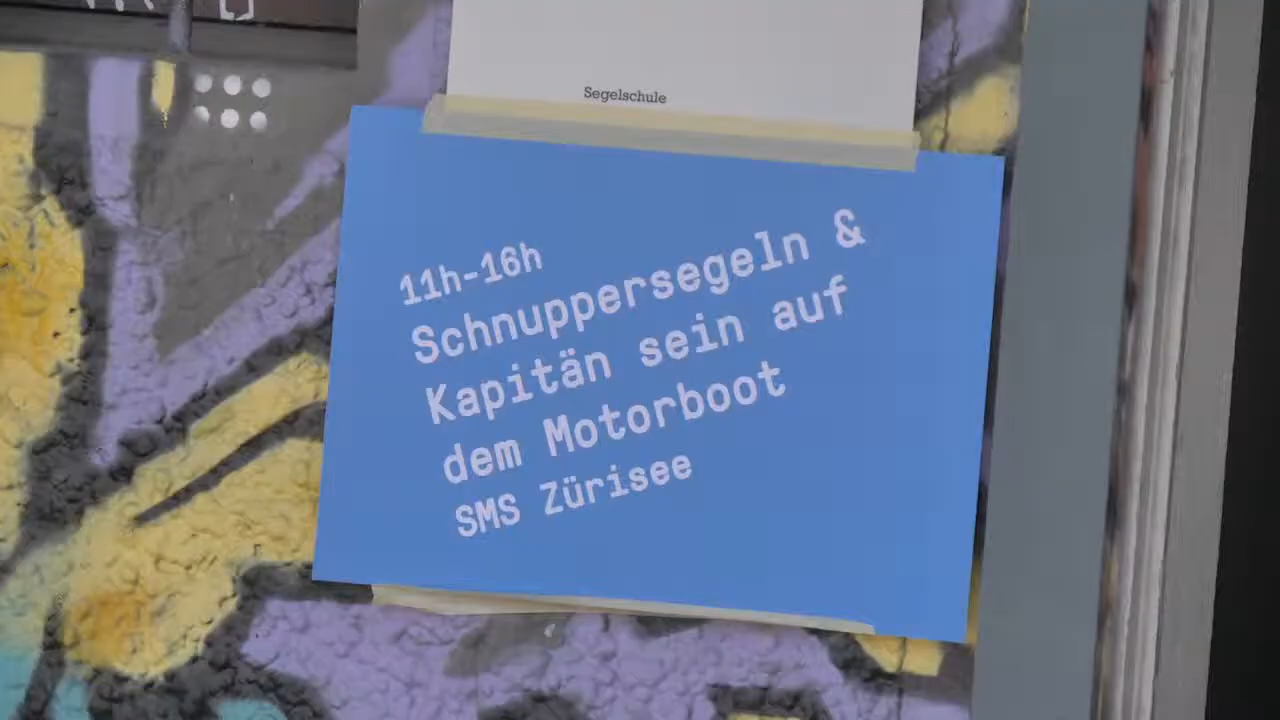 Segelschule
11h-16h
Schnuppersegeln &
Kapitän sein auf
dem Motorboot
SMS Zürisee